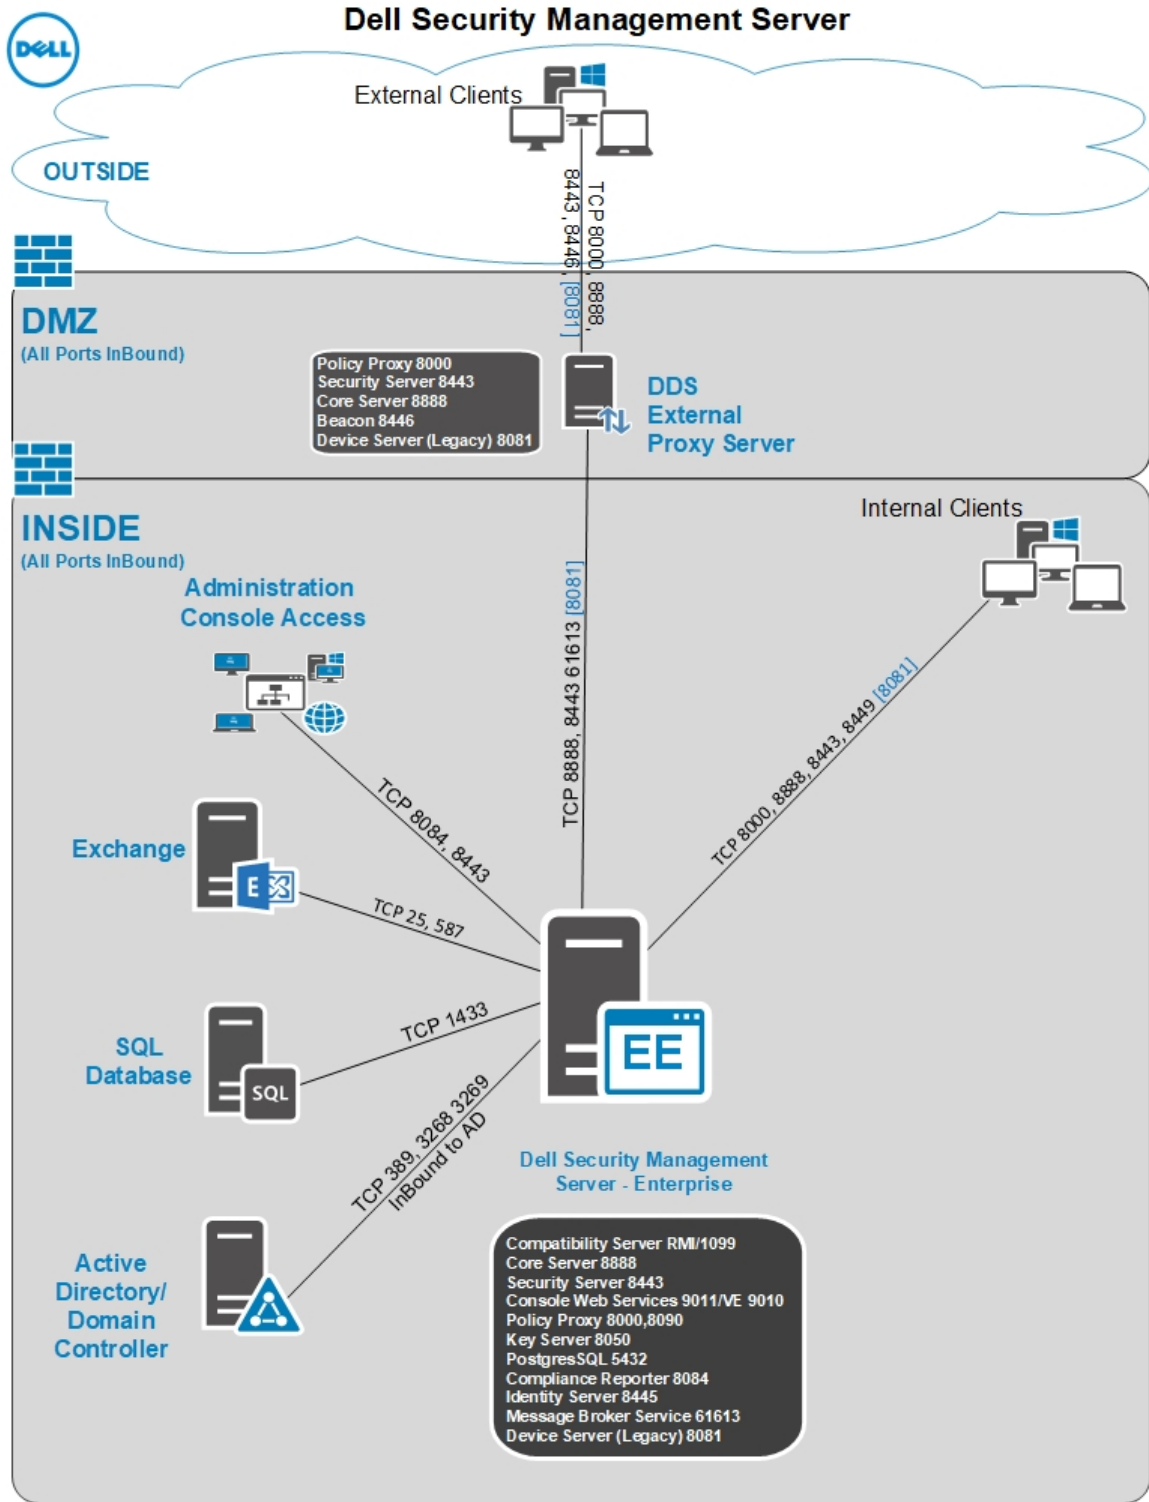 Dell Security Management Server
DELL
External Clients
OUTSIDE
TCP 8000, 8888,
8443, 8446, [8081]
DMZ
(All Ports InBound)
Policy Proxy 8000
Security Server 8443
Core Server 8888
Beacon 8446
Device Server (Legacy) 8081
DDS
External
Proxy Server
INSIDE
(All Ports InBound)
Internal Clients
Administration
Console Access
TCP 8888, 8443 61613 [8081]
TCP 8000, 8888, 8443, 8449 [8081]
TCP 8084, 8443
Exchange
E
TCP 25, 587
TCP 1433
SQL
Database
SQL
EE
TCP 389, 3268 3269
InBound to AD
Dell Security Management
Server - Enterprise
Active
Directory/
Domain
Controller
Compatibility Server RMI/1099
Core Server 8888
Security Server 8443
Console Web Services 9011/VE 9010
Policy Proxy 8000,8090
Key Server 8050
PostgresSQL 5432
Compliance Reporter 8084
Identity Server 8445
Message Broker Service 61613
Device Server (Legacy) 8081